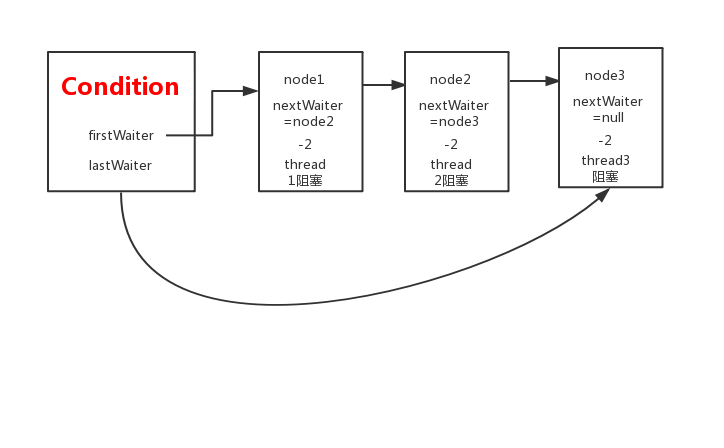 Condition
firstWaiter
lastWaiter
node1
nextWaiter
=node2
-2
thread
1阻塞
node2
nextWaiter
=node3
-2
thread
2阻塞
node3
nextWaiter
=null
-2
thread3
阻塞